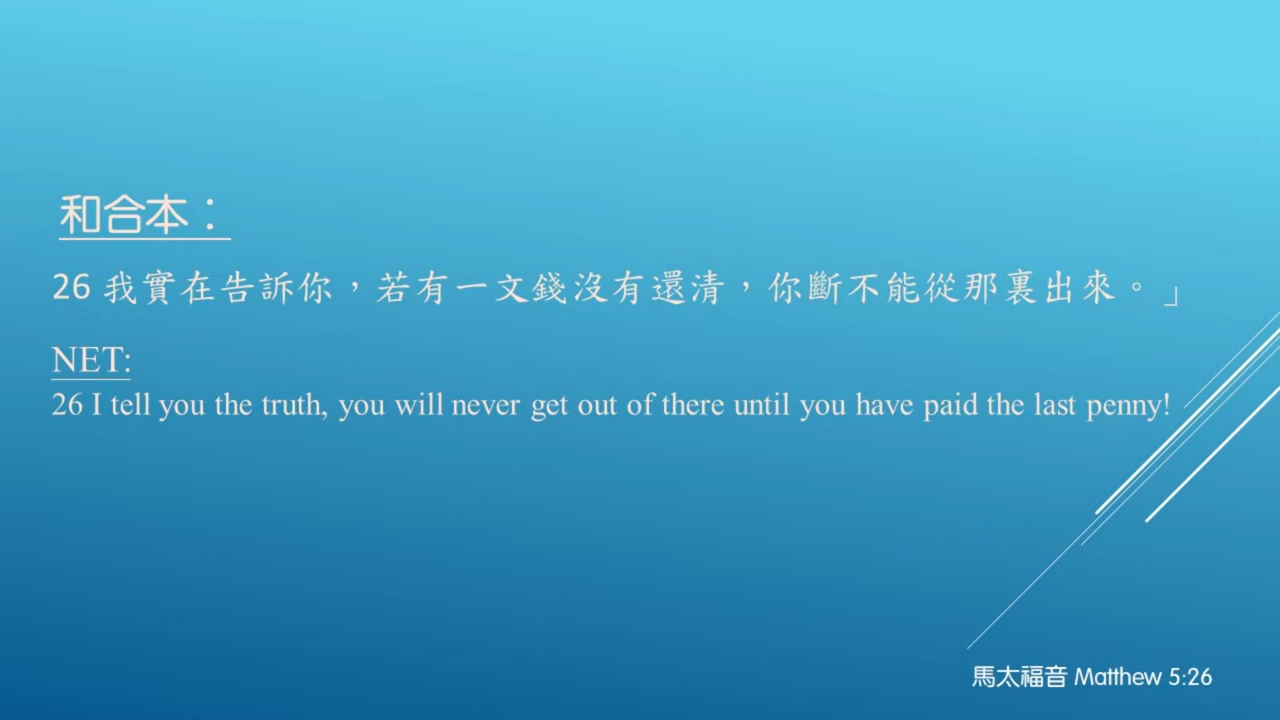 和合本：
26 我實在告訴你，若有一文錢沒有還清，你斷不能從那裏出來。」
NET:
26 I tell you the truth, you will never get out of there until you have paid the last penny!
馬太福音 Matthew 5:26